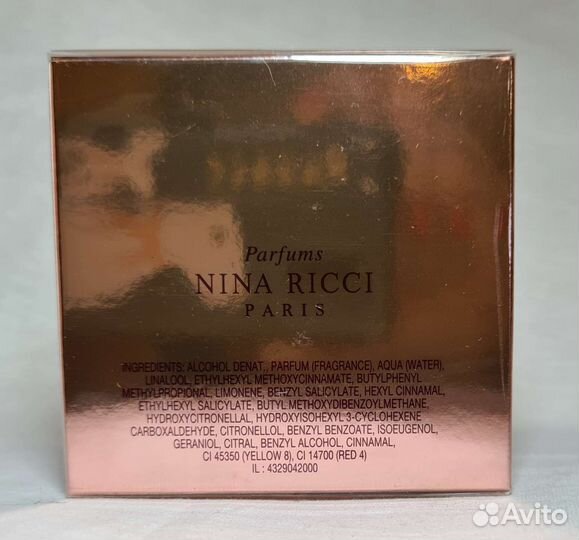 Parfums
NINA RICCI
PARIS
INGREDIENTS: ALCOHOL DENAT., PARFUM (FRAGRANCE), AQUA (WATER),
LINALOOL, ETHYLHEXYL METHOXYCINNAMATE, BUTYLPHENYL
METHYLPROPIONAL, LIMONENE, BENZYL SALICYLATE, HEXYL CINNAMAL,
ETHYLHEXYL SALICYLATE, BUTYL METHOXYDIBENZOYLMETHANE,
HYDROXYCITRONELLAL, HYDROXYISOHEXYL 3-CYCLOHEXENE
CARBOXALDEHYDE, CITRONELLOL, BENZYL BENZOATE, ISOEUGENOL,
GERANIOL, CITRAL, BENZYL ALCOHOL, CINNAMAL,
CI 45350 (YELLOW 8), CI 14700 (RED 4)
IL : 4329042000
Avito